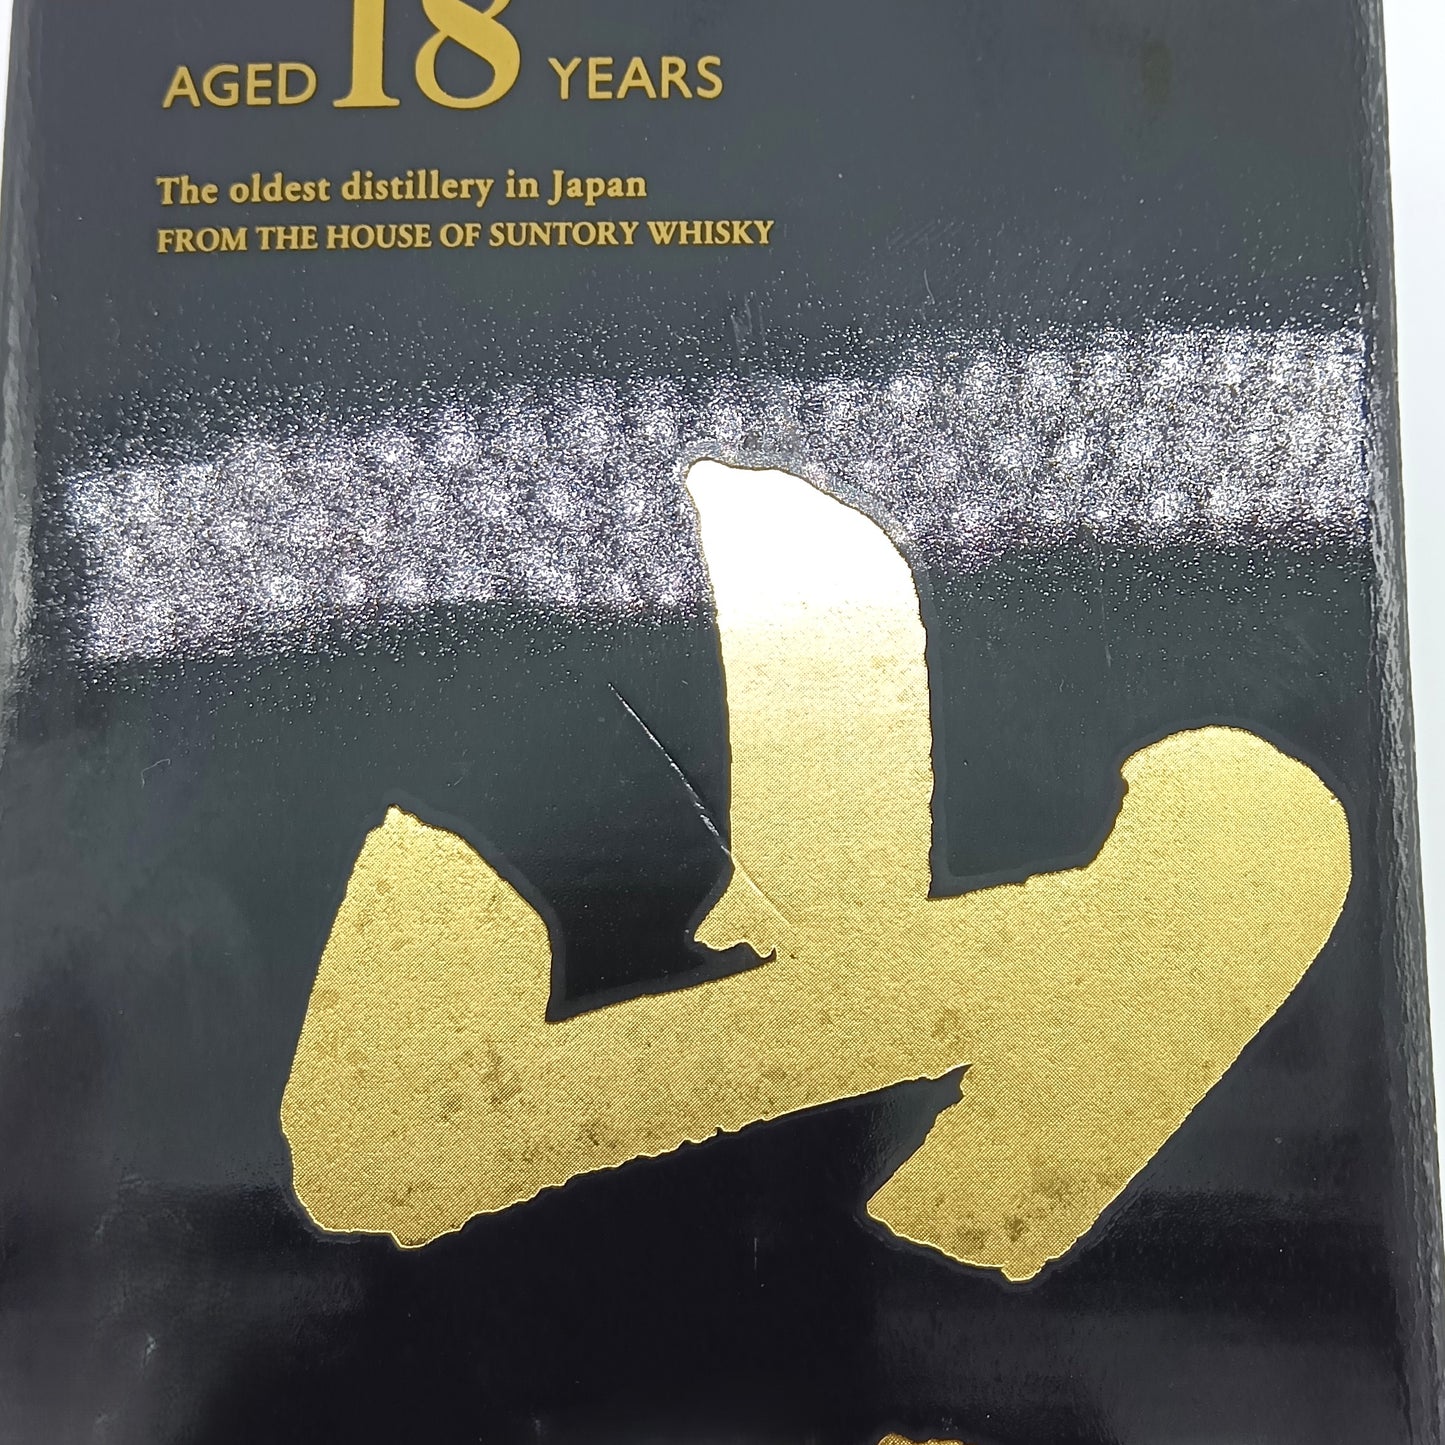 AGED 18 YEARS
The oldest distillery in Japan
FROM THE HOUSE OF SUNTORY WHISKY
山